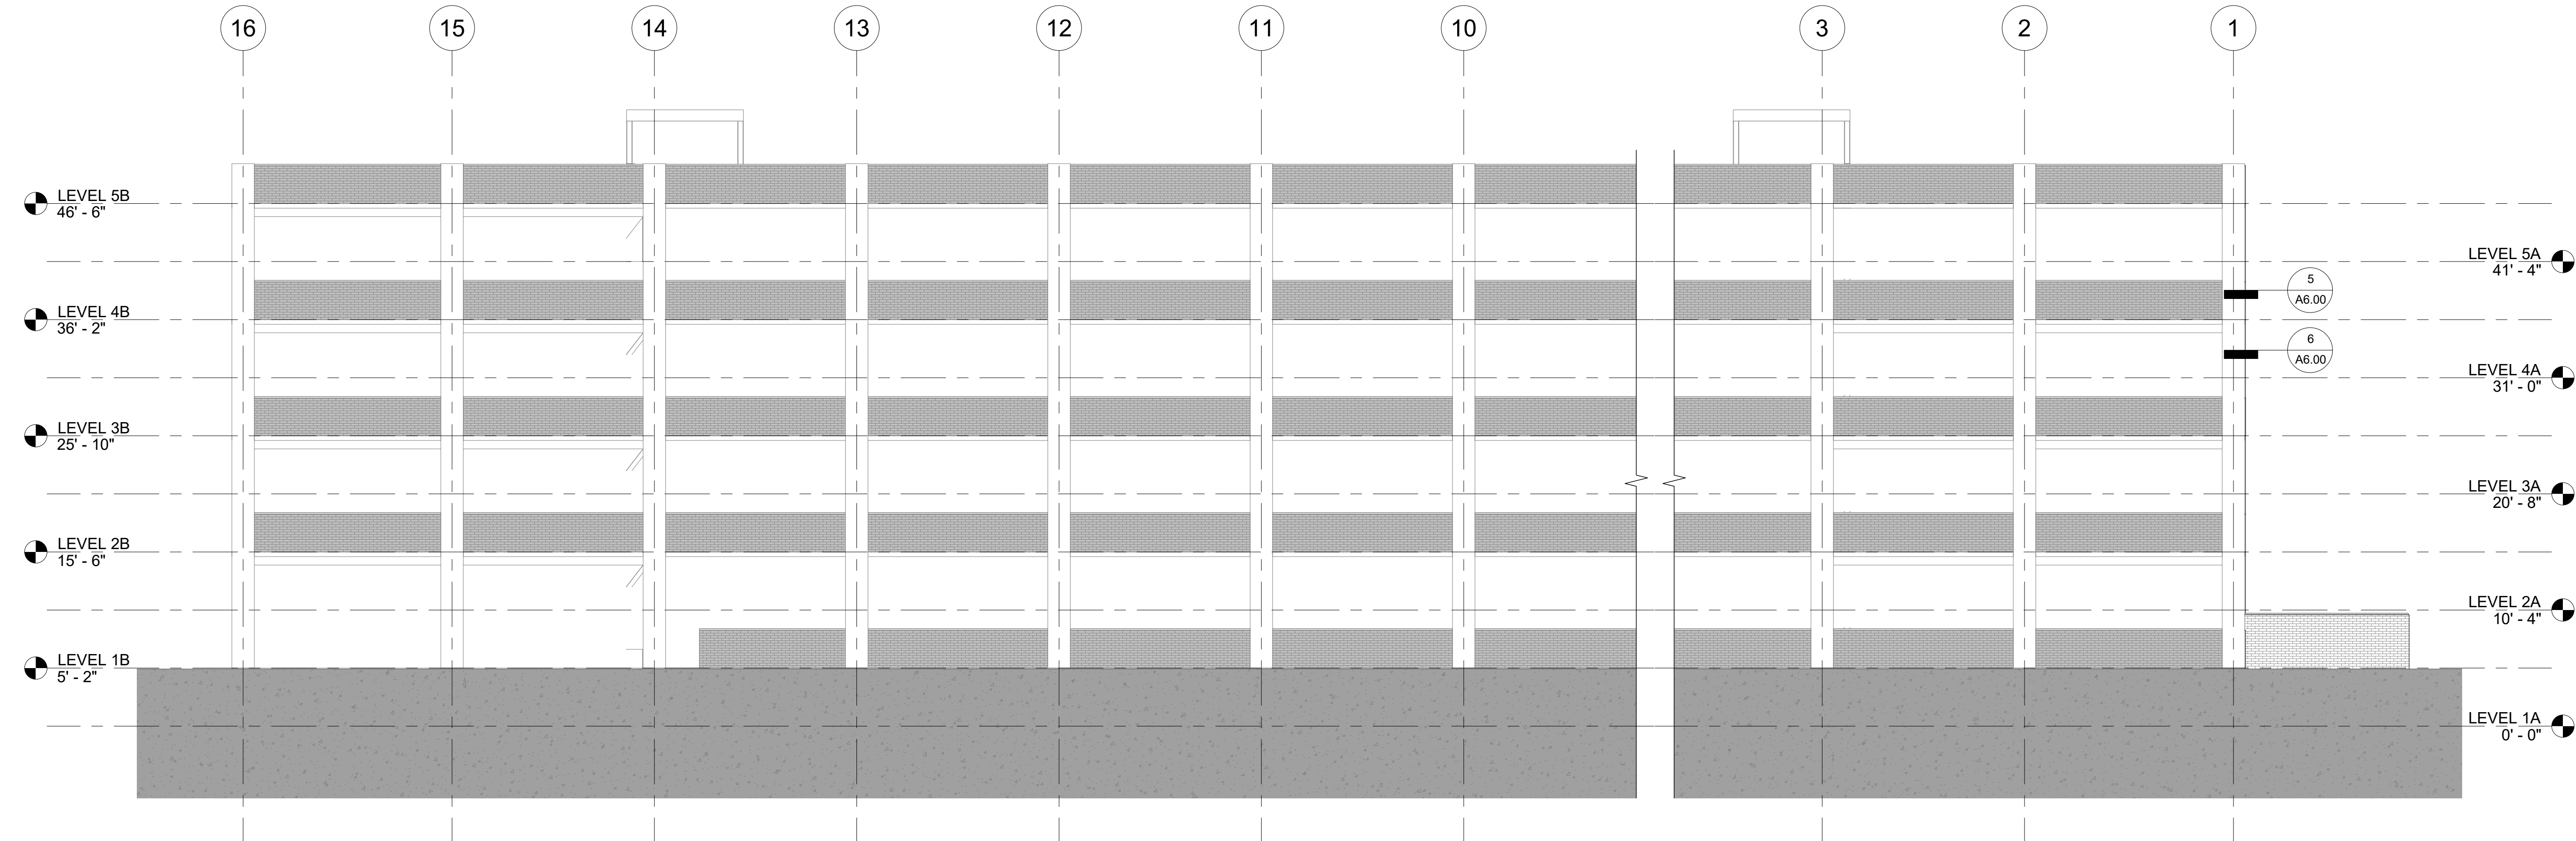 16 15 14 13 12 11 10 3 2 1
LEVEL 5B
46' - 6"
LEVEL 5A
41' - 4"
5
A6.00
LEVEL 4B
36' - 2"
6
A6.00
LEVEL 4A
31' - 0"
LEVEL 3B
25' - 10"
LEVEL 3A
20' - 8"
LEVEL 2B
15' - 6"
LEVEL 2A
10' - 4"
LEVEL 1B
5' - 2"
LEVEL 1A
0' - 0"